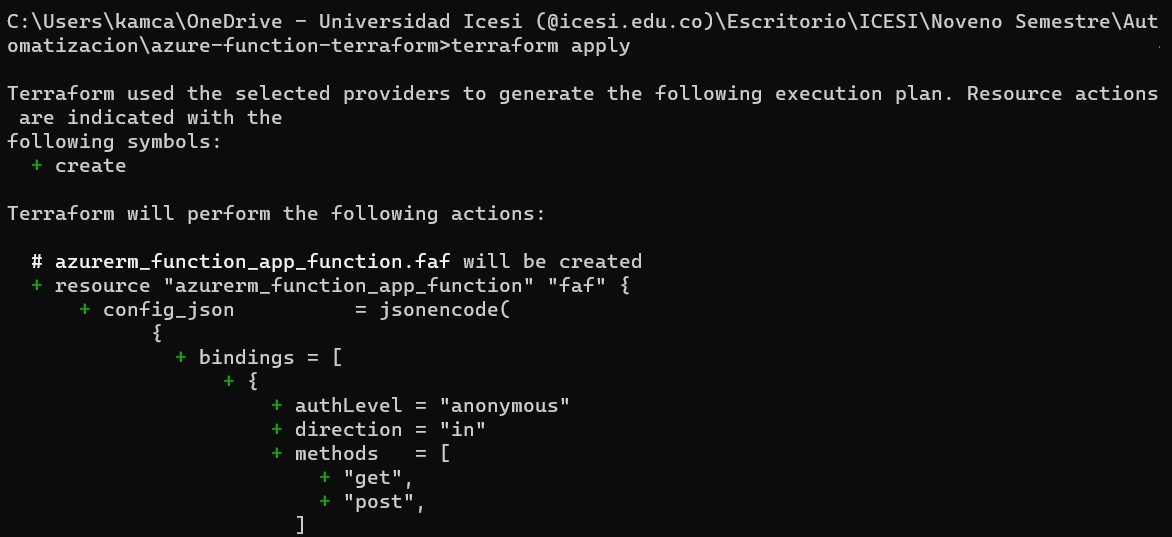 C:\Users\kamca\OneDrive - Universidad Icesi (@icesi.edu.co)\Escritorio\ICESI\Noveno Semestre\Aut
omatizacion\azure-function-terraform>terraform apply

Terraform used the selected providers to generate the following execution plan. Resource actions
 are indicated with the
following symbols:
  + create

Terraform will perform the following actions:

  # azurerm_function_app_function.faf will be created
  + resource "azurerm_function_app_function" "faf" {
      + config_json          = jsonencode(
            {
              + bindings = [
                  + {
                      + authLevel = "anonymous"
                      + direction = "in"
                      + methods   = [
                          + "get",
                          + "post",
                        ]